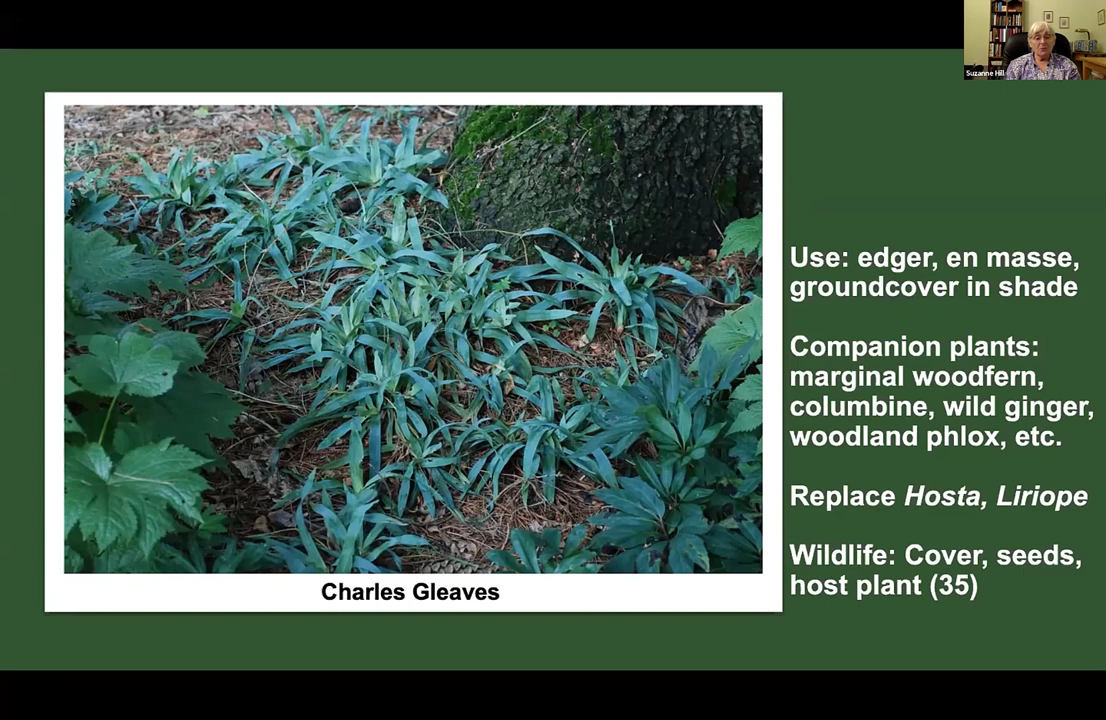 Suzanne Hill
Use: edger, en masse,
groundcover in shade
Companion plants:
marginal woodfern,
columbine, wild ginger,
woodland phlox, etc.
Replace Hosta, Liriope
Wildlife: Cover, seeds,
host plant (35)
Charles Gleaves